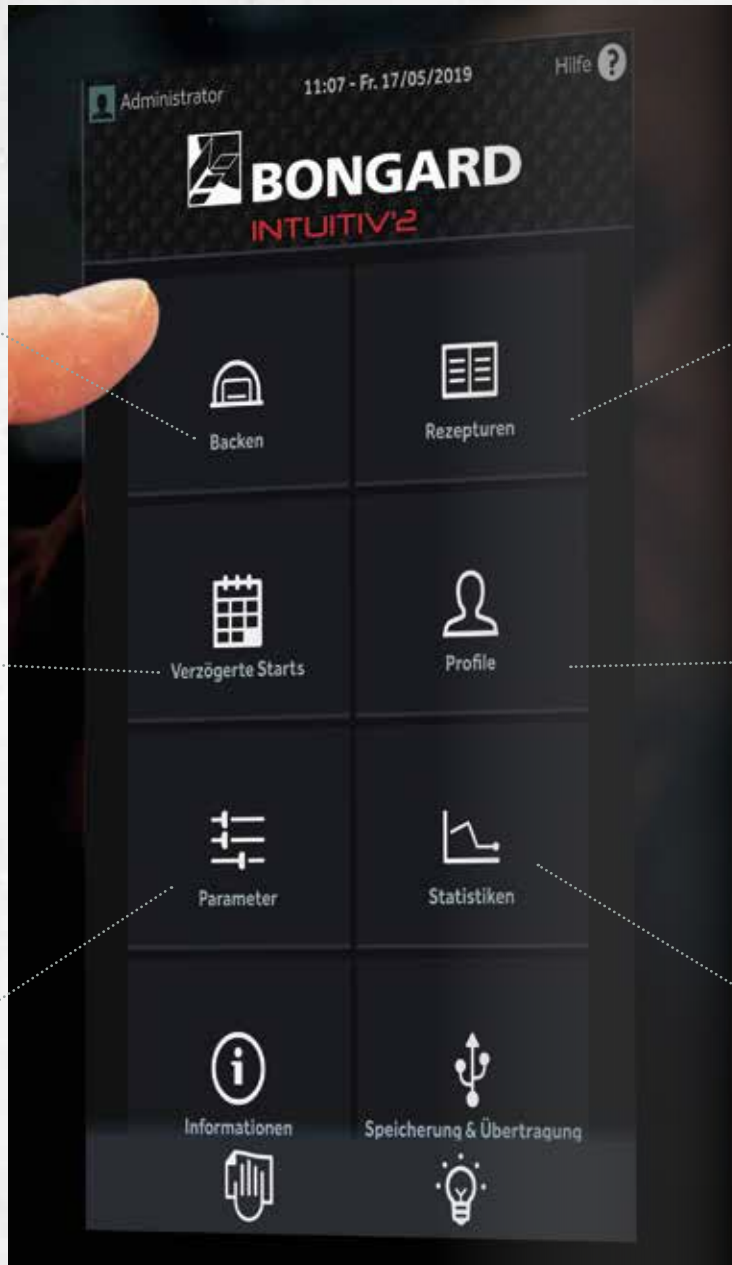 Administrator 11:07 - Fr. 17/05/2019 Hilfe ?
BONGARD
INTUITIV'2
Backen Rezepturen
Verzögerte Starts Profile
Parameter Statistiken
Informationen Speicherung & Übertragung